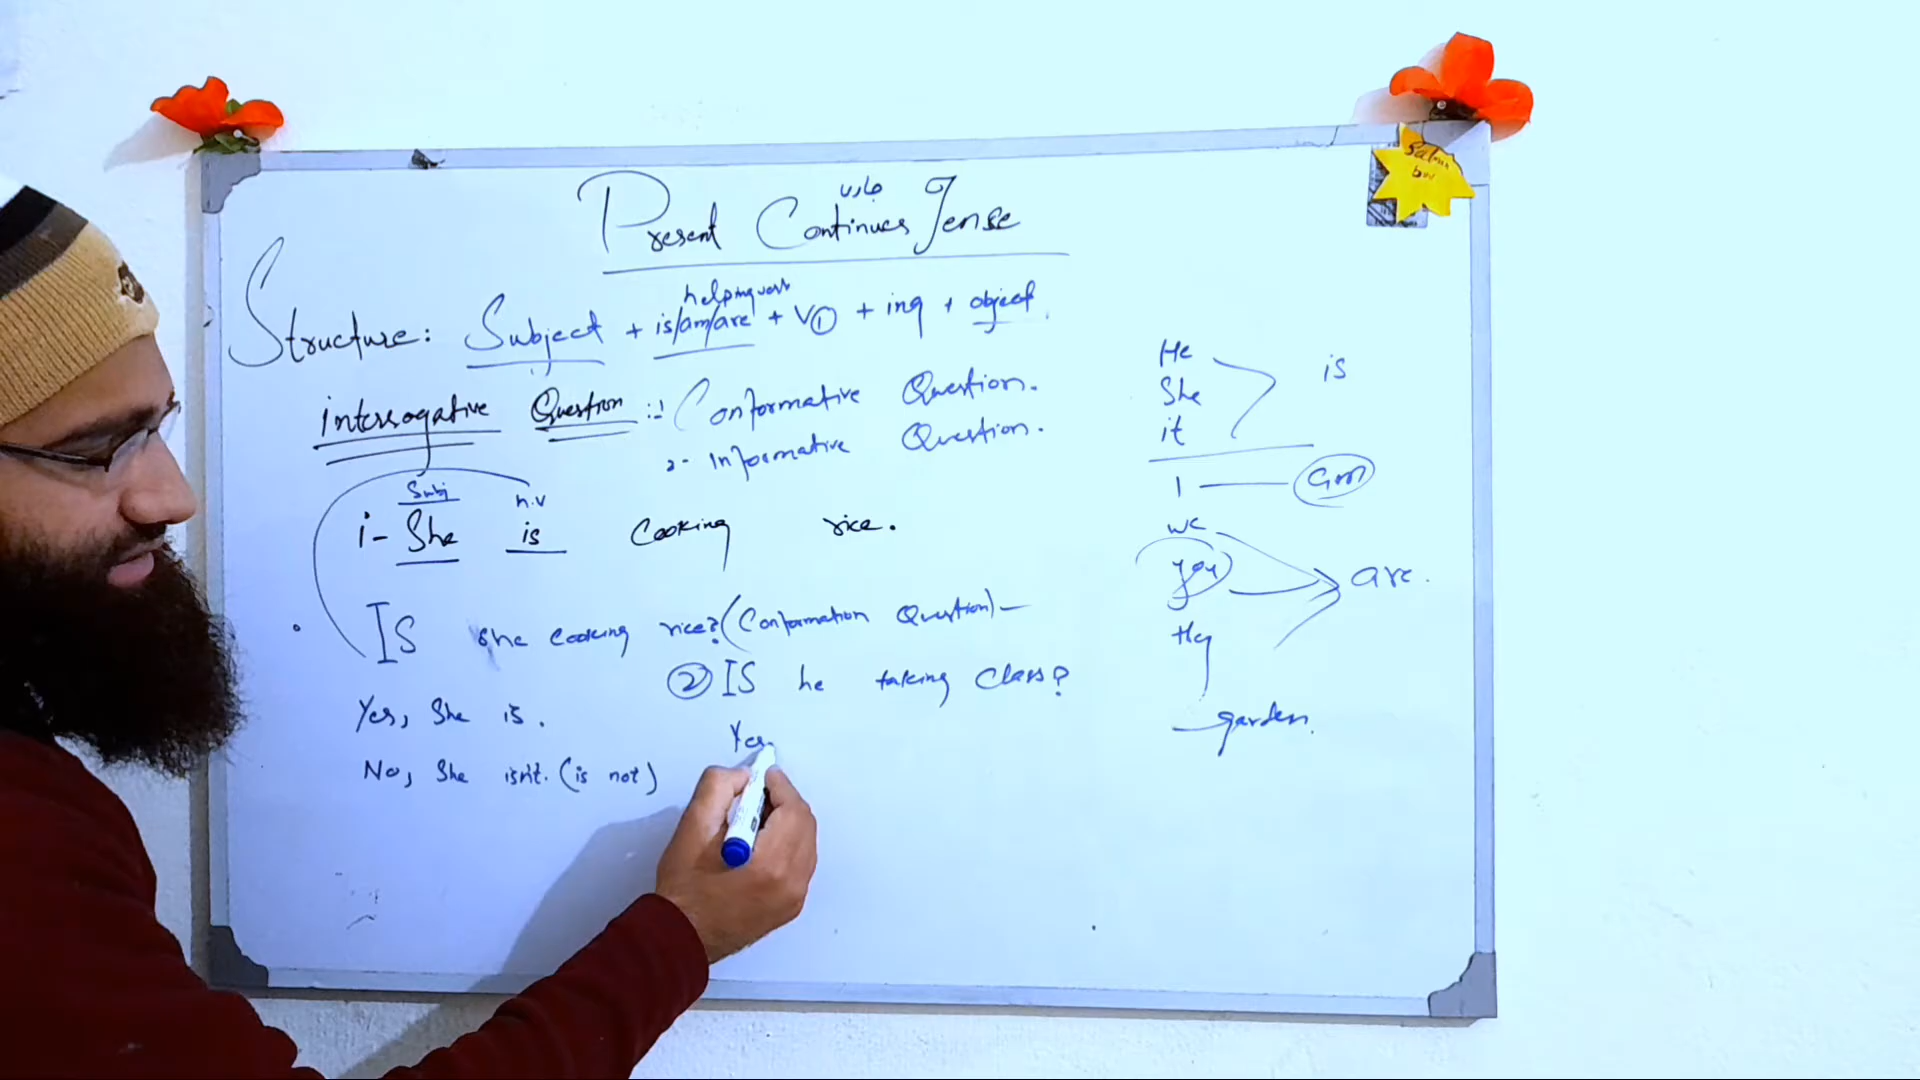 جاری
Present Continues Tense
helping verb
Structure: Subject + is/am/are + V① + ing + object.
interrogative Question :- 1 Conformative Question.
2- Informative Question.
Subj h.v
i- She is Cooking rice.
IS she cooking rice? (Conformation Question) —
② IS he taking Class?
Yes, She is.
Yes,
No, She isn't. (is not)
He
She is
it
I — am
we
you are.
they
garden.